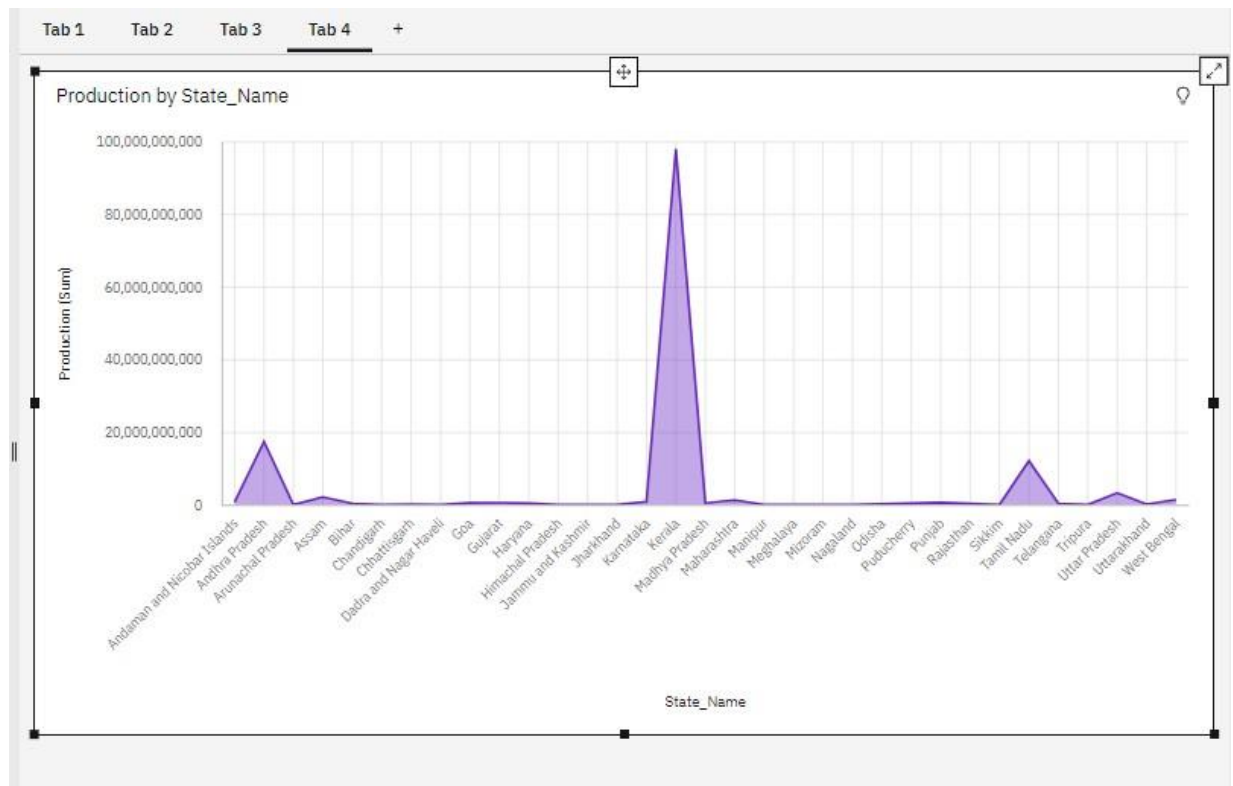 Tab 1 Tab 2 Tab 3 Tab 4 +
Production by State_Name
100,000,000,000
80,000,000,000
60,000,000,000
40,000,000,000
20,000,000,000
0
Production (Sum)
Andaman and Nicobar Islands
Andhra Pradesh
Arunachal Pradesh
Assam
Bihar
Chandigarh
Chhattisgarh
Dadra and Nagar Haveli
Goa
Gujarat
Haryana
Himachal Pradesh
Jammu and Kashmir
Jharkhand
Karnataka
Kerala
Madhya Pradesh
Maharashtra
Manipur
Meghalaya
Mizoram
Nagaland
Odisha
Puducherry
Punjab
Rajasthan
Sikkim
Tamil Nadu
Telangana
Tripura
Uttar Pradesh
Uttarakhand
West Bengal
State_Name